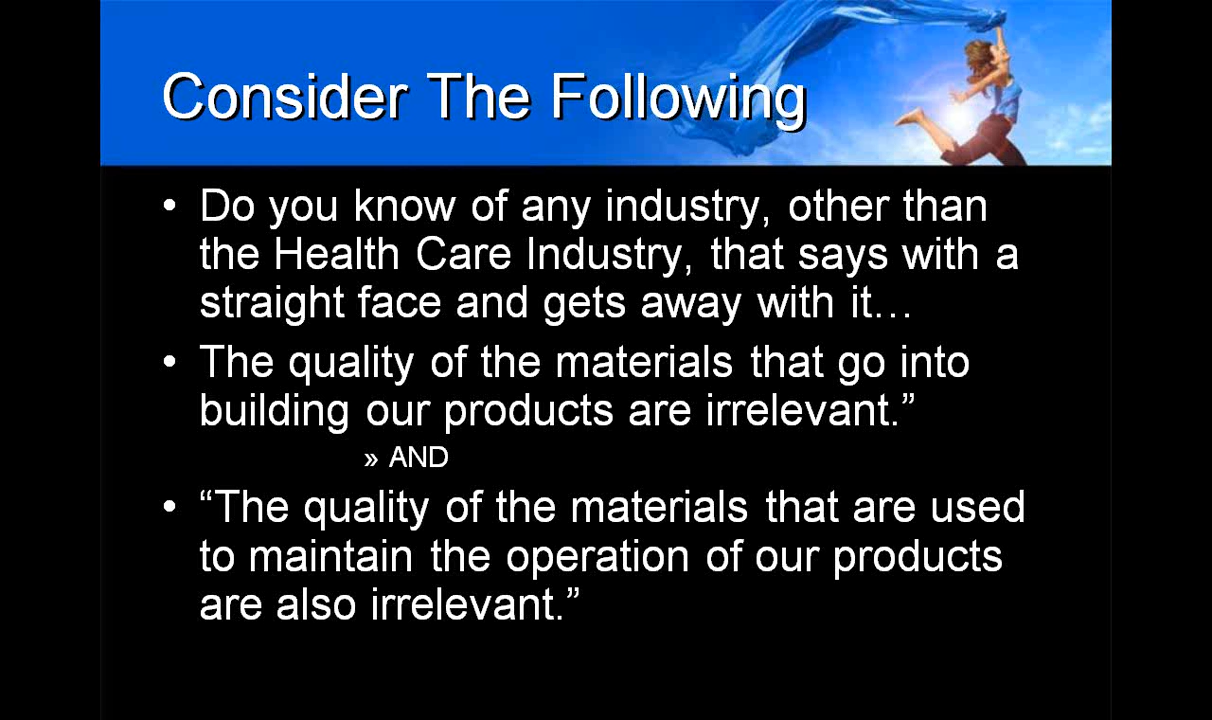 Consider The Following
• Do you know of any industry, other than
the Health Care Industry, that says with a
straight face and gets away with it…
• The quality of the materials that go into
building our products are irrelevant.”
» AND
• “The quality of the materials that are used
to maintain the operation of our products
are also irrelevant.”